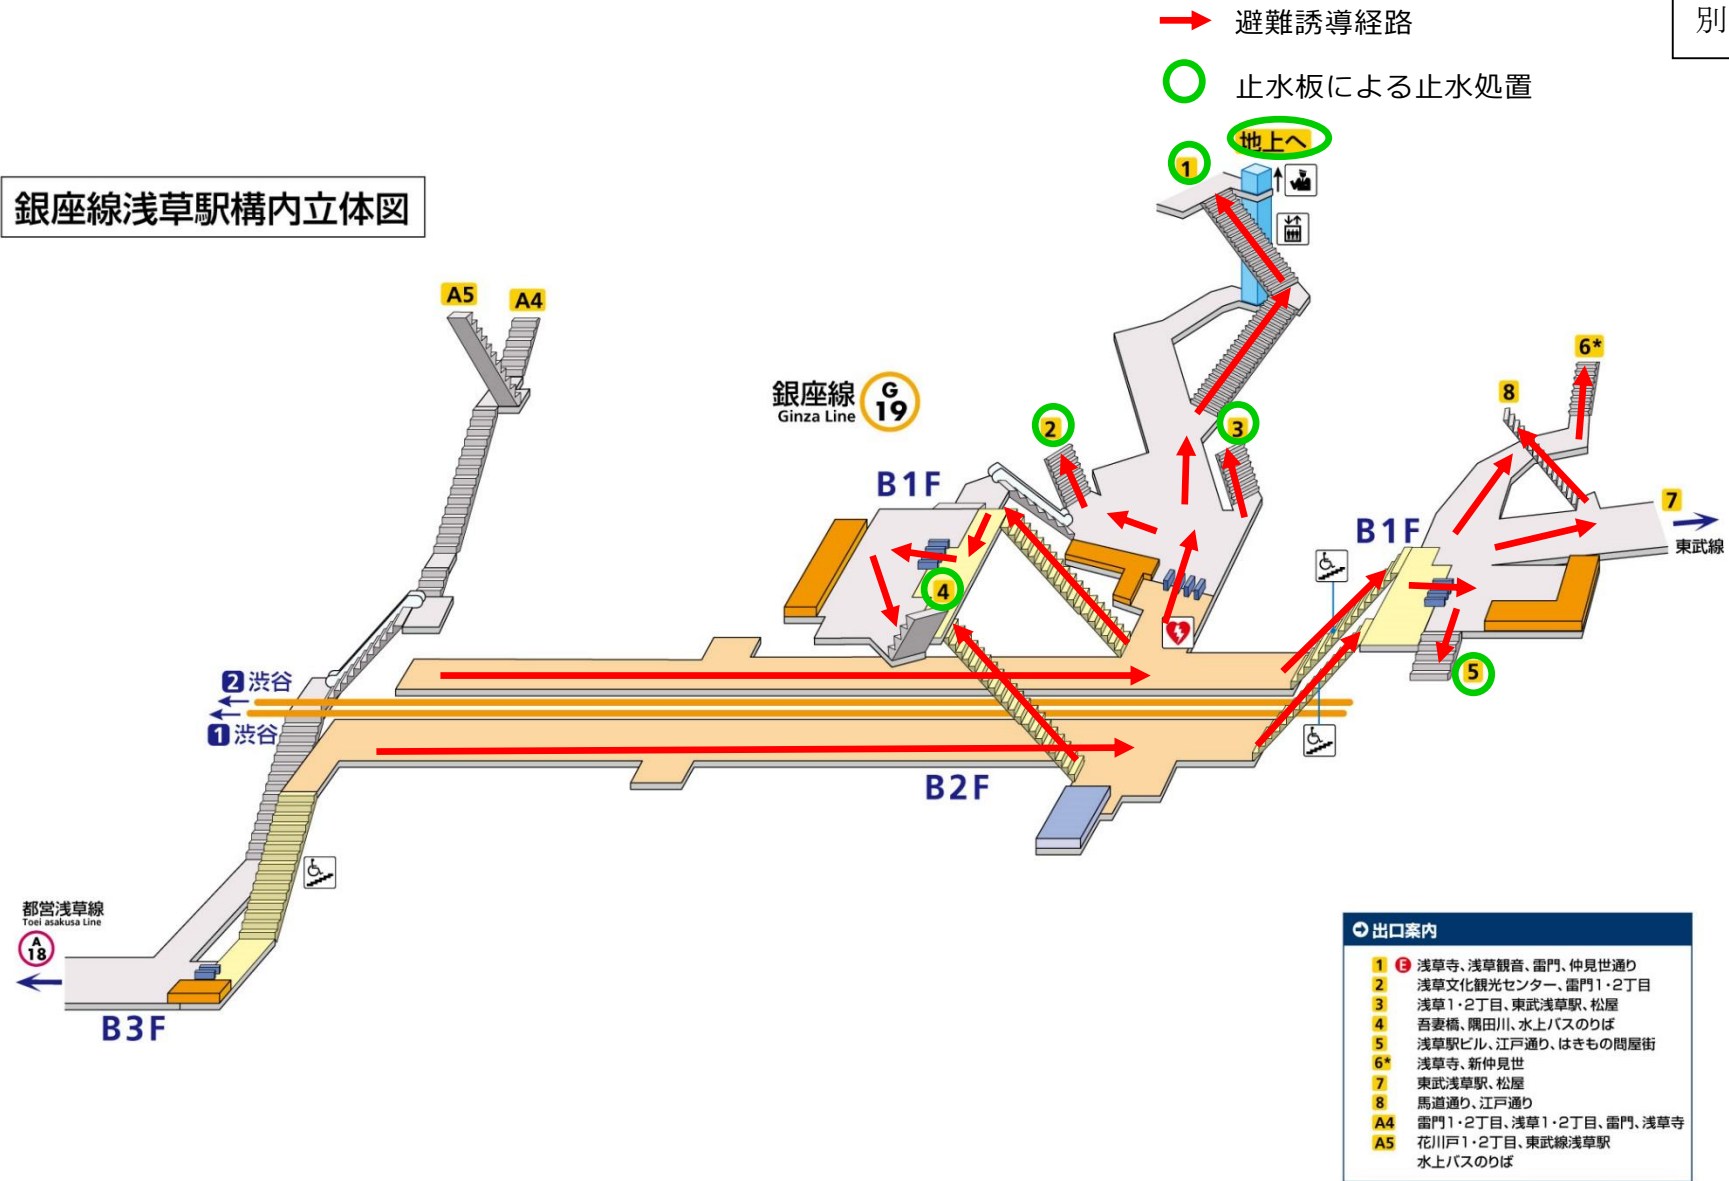 避難誘導経路
別
止水板による止水処置
地上へ
1
銀座線浅草駅構内立体図
A5
A4
6*
8
銀座線
Ginza Line
G
19
2
3
B1F
7
B1F
東武線
4
5
2 渋谷
1 渋谷
B2F
都営浅草線
Toei asakusa Line
A
18
B3F
出口案内
1 E 浅草寺、浅草観音、雷門、仲見世通り
2 浅草文化観光センター、雷門1・2丁目
3 浅草1・2丁目、東武浅草駅、松屋
4 吾妻橋、隅田川、水上バスのりば
5 浅草駅ビル、江戸通り、はきもの問屋街
6* 浅草寺、新仲見世
7 東武浅草駅、松屋
8 馬道通り、江戸通り
A4 雷門1・2丁目、浅草1・2丁目、雷門、浅草寺
A5 花川戸1・2丁目、東武線浅草駅
水上バスのりば